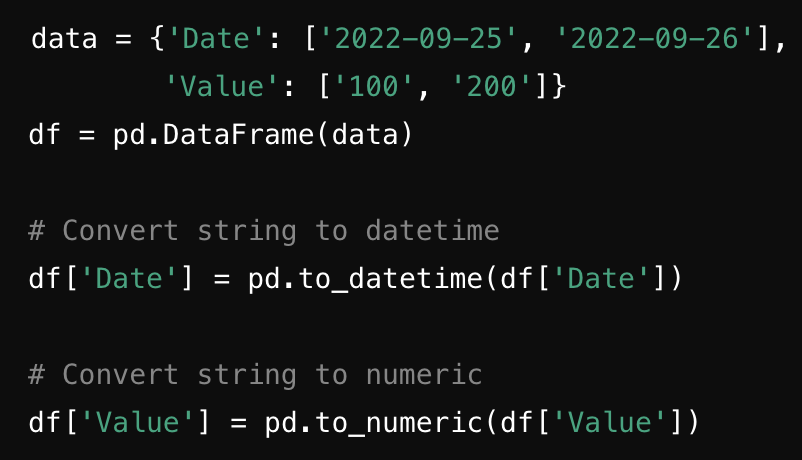 data = {'Date': ['2022-09-25', '2022-09-26'],
        'Value': ['100', '200']}
df = pd.DataFrame(data)

# Convert string to datetime
df['Date'] = pd.to_datetime(df['Date'])

# Convert string to numeric
df['Value'] = pd.to_numeric(df['Value'])